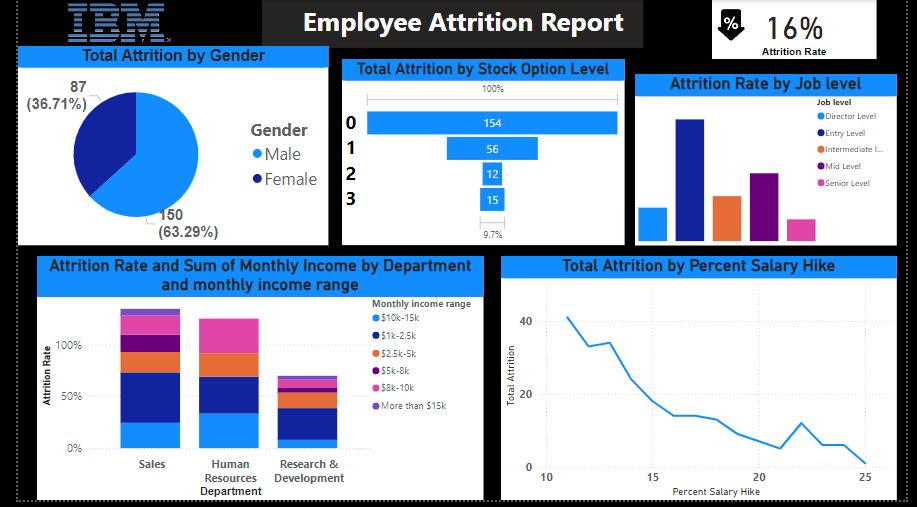 IBM
Employee Attrition Report
16%
Attrition Rate
Total Attrition by Gender
87
(36.71%)
150
(63.29%)
Gender
Male
Female
Total Attrition by Stock Option Level
100%
0
154
1
56
2
12
3
15
9.7%
Attrition Rate by Job level
Job level
Director Level
Entry Level
Intermediate l...
Mid Level
Senior Level
Attrition Rate and Sum of Monthly Income by Department
and monthly income range
Attrition Rate
100%
50%
0%
Sales
Human
Resources
Research &
Development
Department
Monthly income range
$10k-15k
$1k-2.5k
$2.5k-5k
$5k-8k
$8k-10k
More than $15k
Total Attrition by Percent Salary Hike
Total Attrition
40
20
0
10
15
20
25
Percent Salary Hike